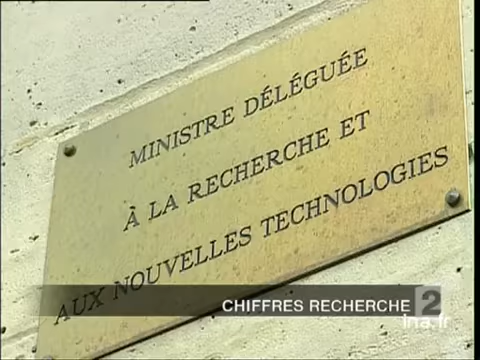 MINISTRE DÉLÉGUÉE
À LA RECHERCHE ET
AUX NOUVELLES TECHNOLOGIES
CHIFFRES RECHERCHE 2
ina.fr